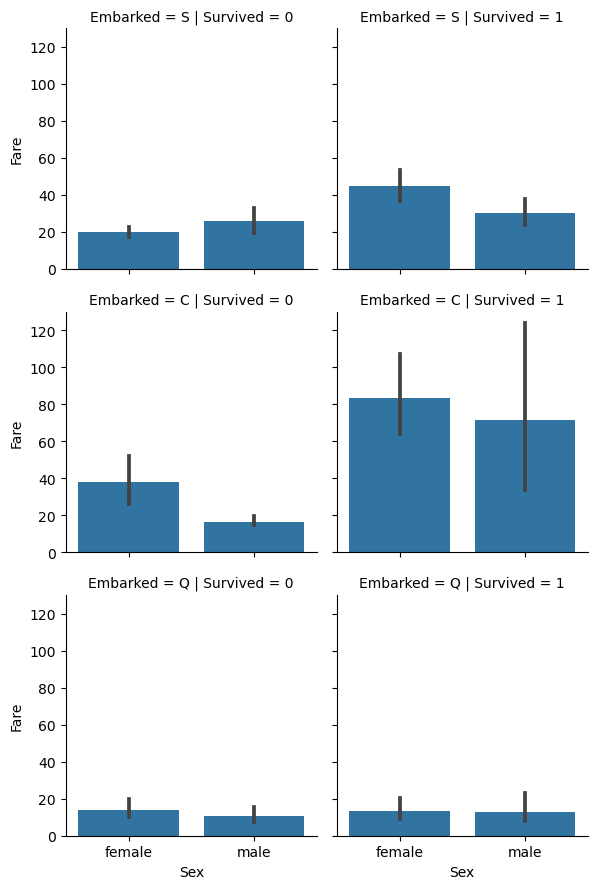 Embarked = S | Survived = 0
Embarked = S | Survived = 1
120
100
80
60
40
20
0
Fare
Embarked = C | Survived = 0
Embarked = C | Survived = 1
120
100
80
60
40
20
0
Fare
Embarked = Q | Survived = 0
Embarked = Q | Survived = 1
120
100
80
60
40
20
0
Fare
female
male
female
male
Sex
Sex